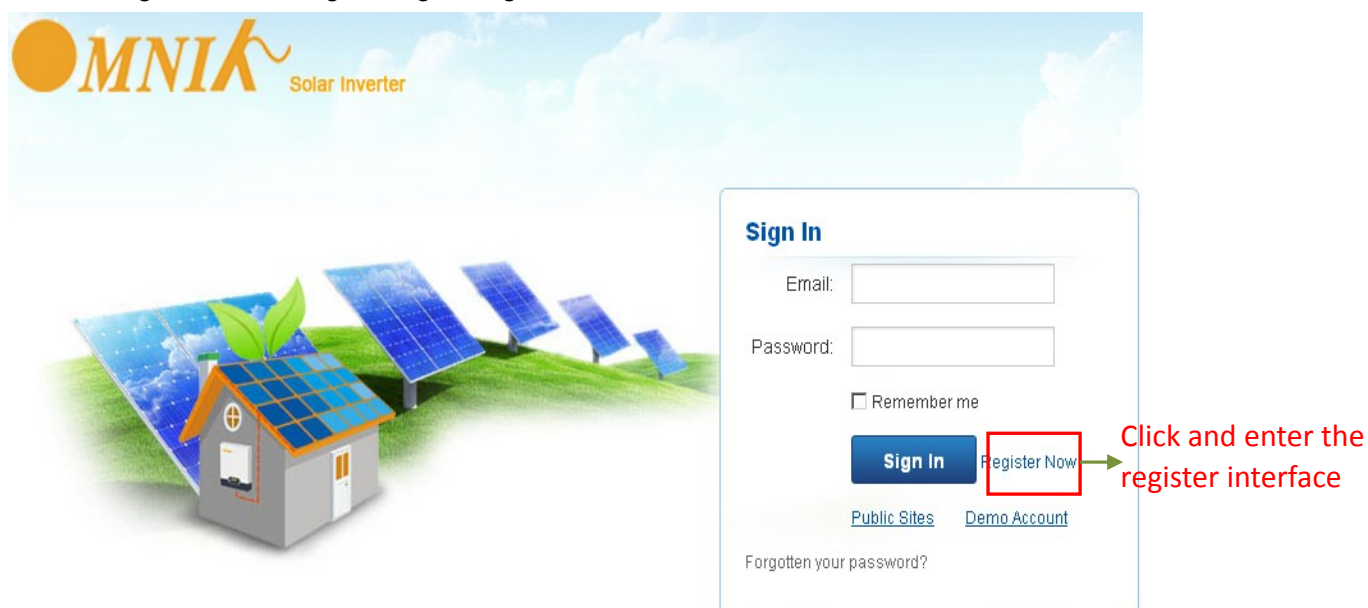 OMNIK
Solar Inverter
Sign In
Email:
Password:
Remember me
Sign In Register Now
Click and enter the
register interface
Public Sites Demo Account
Forgotten your password?